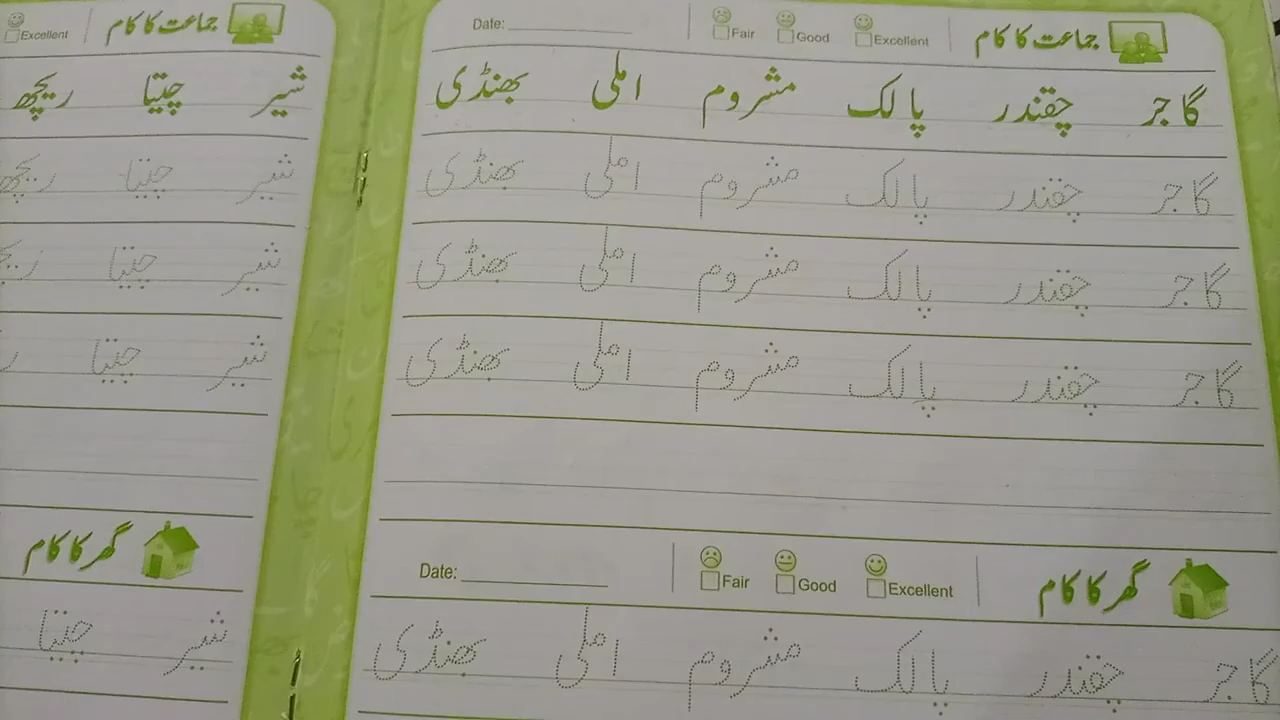 جماعت کا کام Excellent Good Fair Date:
گاجر چقندر پالک مشروم املی بھنڈی
گاجر چقندر پالک مشروم املی بھنڈی
گاجر چقندر پالک مشروم املی بھنڈی
گاجر چقندر پالک مشروم املی بھنڈی
گھر کا کام Excellent Good Fair Date:
گاجر چقندر پالک مشروم املی بھنڈی
جماعت کا کام Excellent
شیر چیتا ریچھ
شیر چیتا ریچھ
شیر چیتا
شیر چیتا
گھر کا کام
شیر چیتا